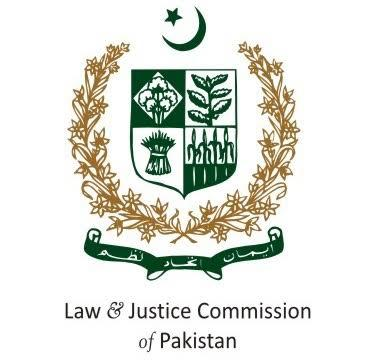 ایمان اتحاد نظم
Law & Justice Commission
of Pakistan